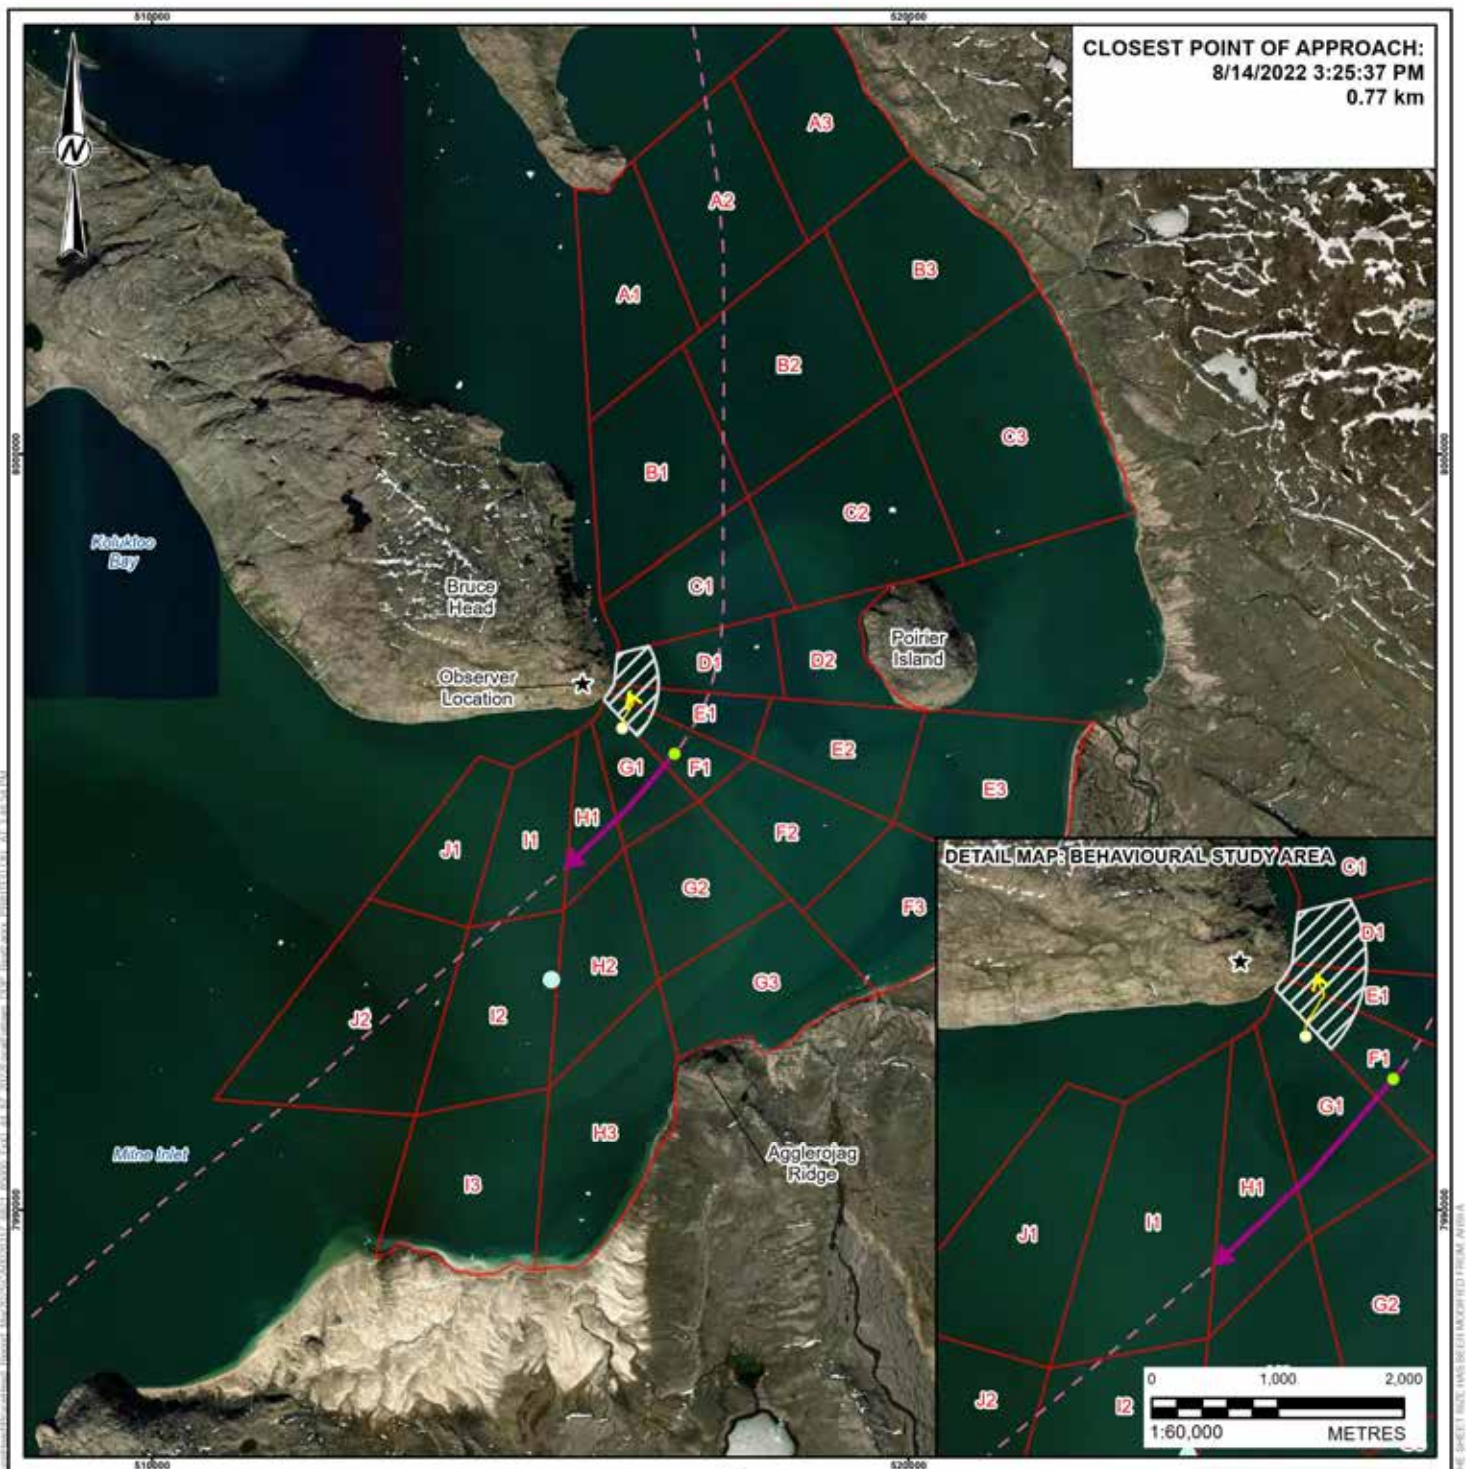 510000
520000
CLOSEST POINT OF APPROACH:
8/14/2022 3:25:37 PM
0.77 km
N
A3
A2
A1
B3
B2
B1
8000000
8000000
C3
C2
C1
Koluktoo
Bay
Bruce
Head
Observer
Location
Poirier
Island
D1
D2
E1
E2
E3
F1
F2
F3
G1
G2
G3
H1
H2
H3
I1
I2
I3
J1
J2
Milne Inlet
Agglerojag
Ridge
7990000
7990000
DETAIL MAP: BEHAVIOURAL STUDY AREA
C1
D1
E1
F1
G1
H1
I1
J1
G2
J2
I2
0
1,000
2,000
1:60,000
METRES
510000
520000